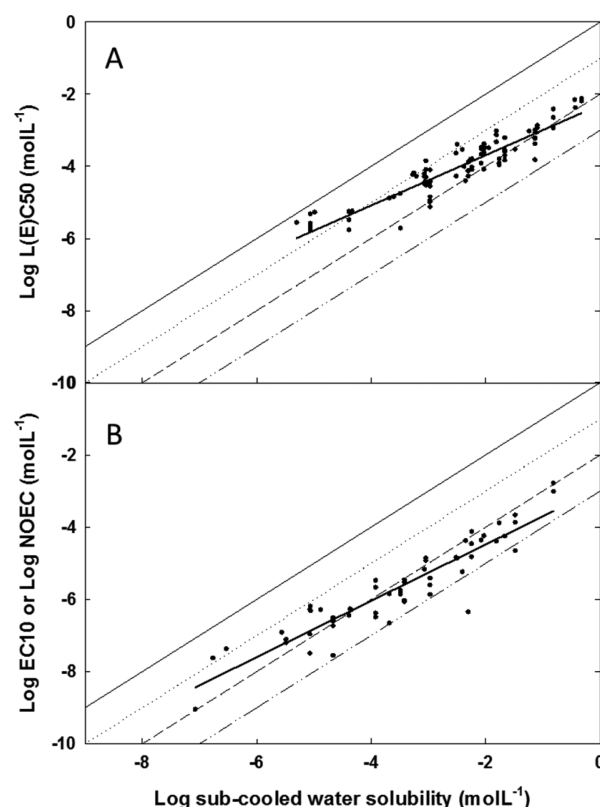 0
A
-2
-4
-6
-8
-10
Log L(E)C50 (molL⁻¹)
B
-2
-4
-6
-8
-10
Log EC10 or Log NOEC (molL⁻¹)
-8 -6 -4 -2 0
Log sub-cooled water solubility (molL⁻¹)